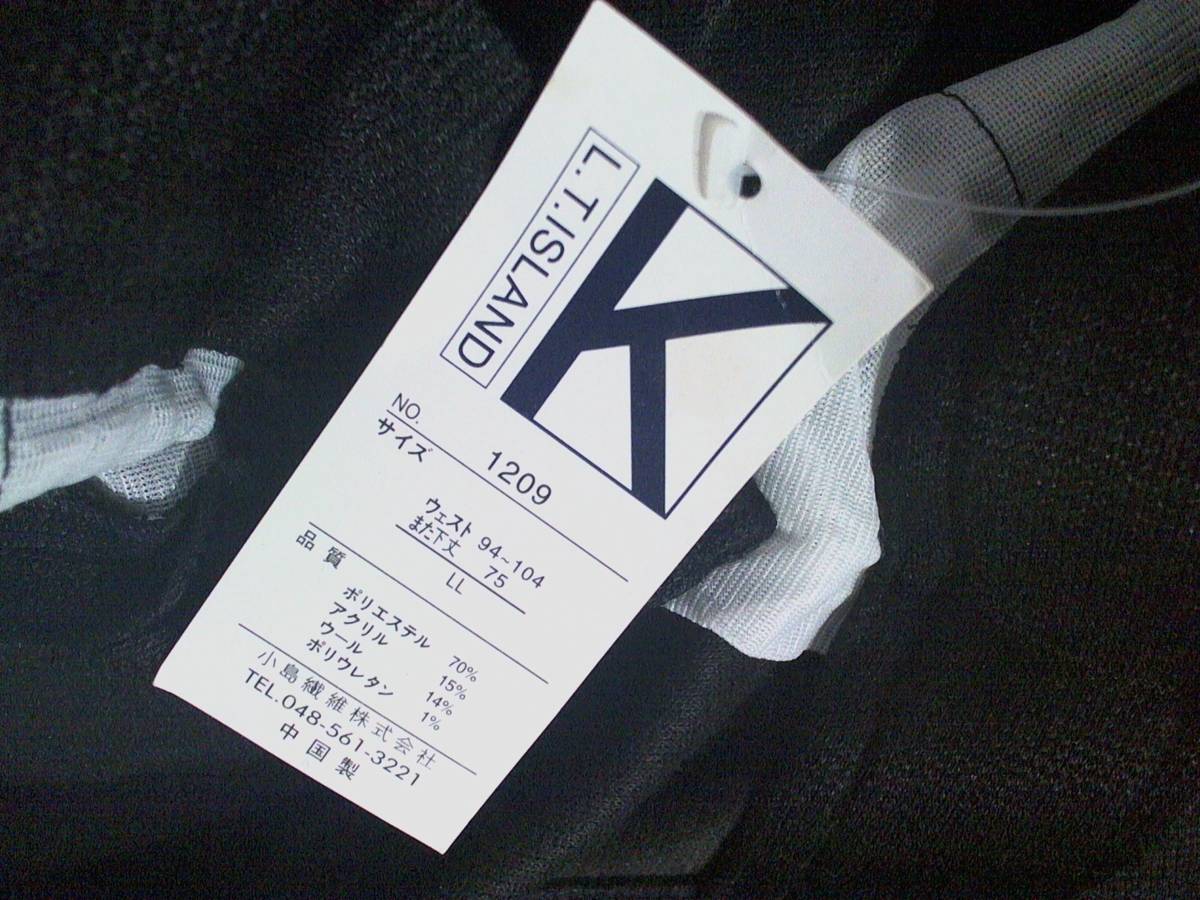 K
L.T.ISLAND
NO. 1209
サイズ
ウェスト 94~104
また下丈 75
LL
品質
ポリエステル 70%
アクリル 15%
ウール 14%
ポリウレタン 1%
小島繊維株式会社
TEL.048-561-3221
中国製